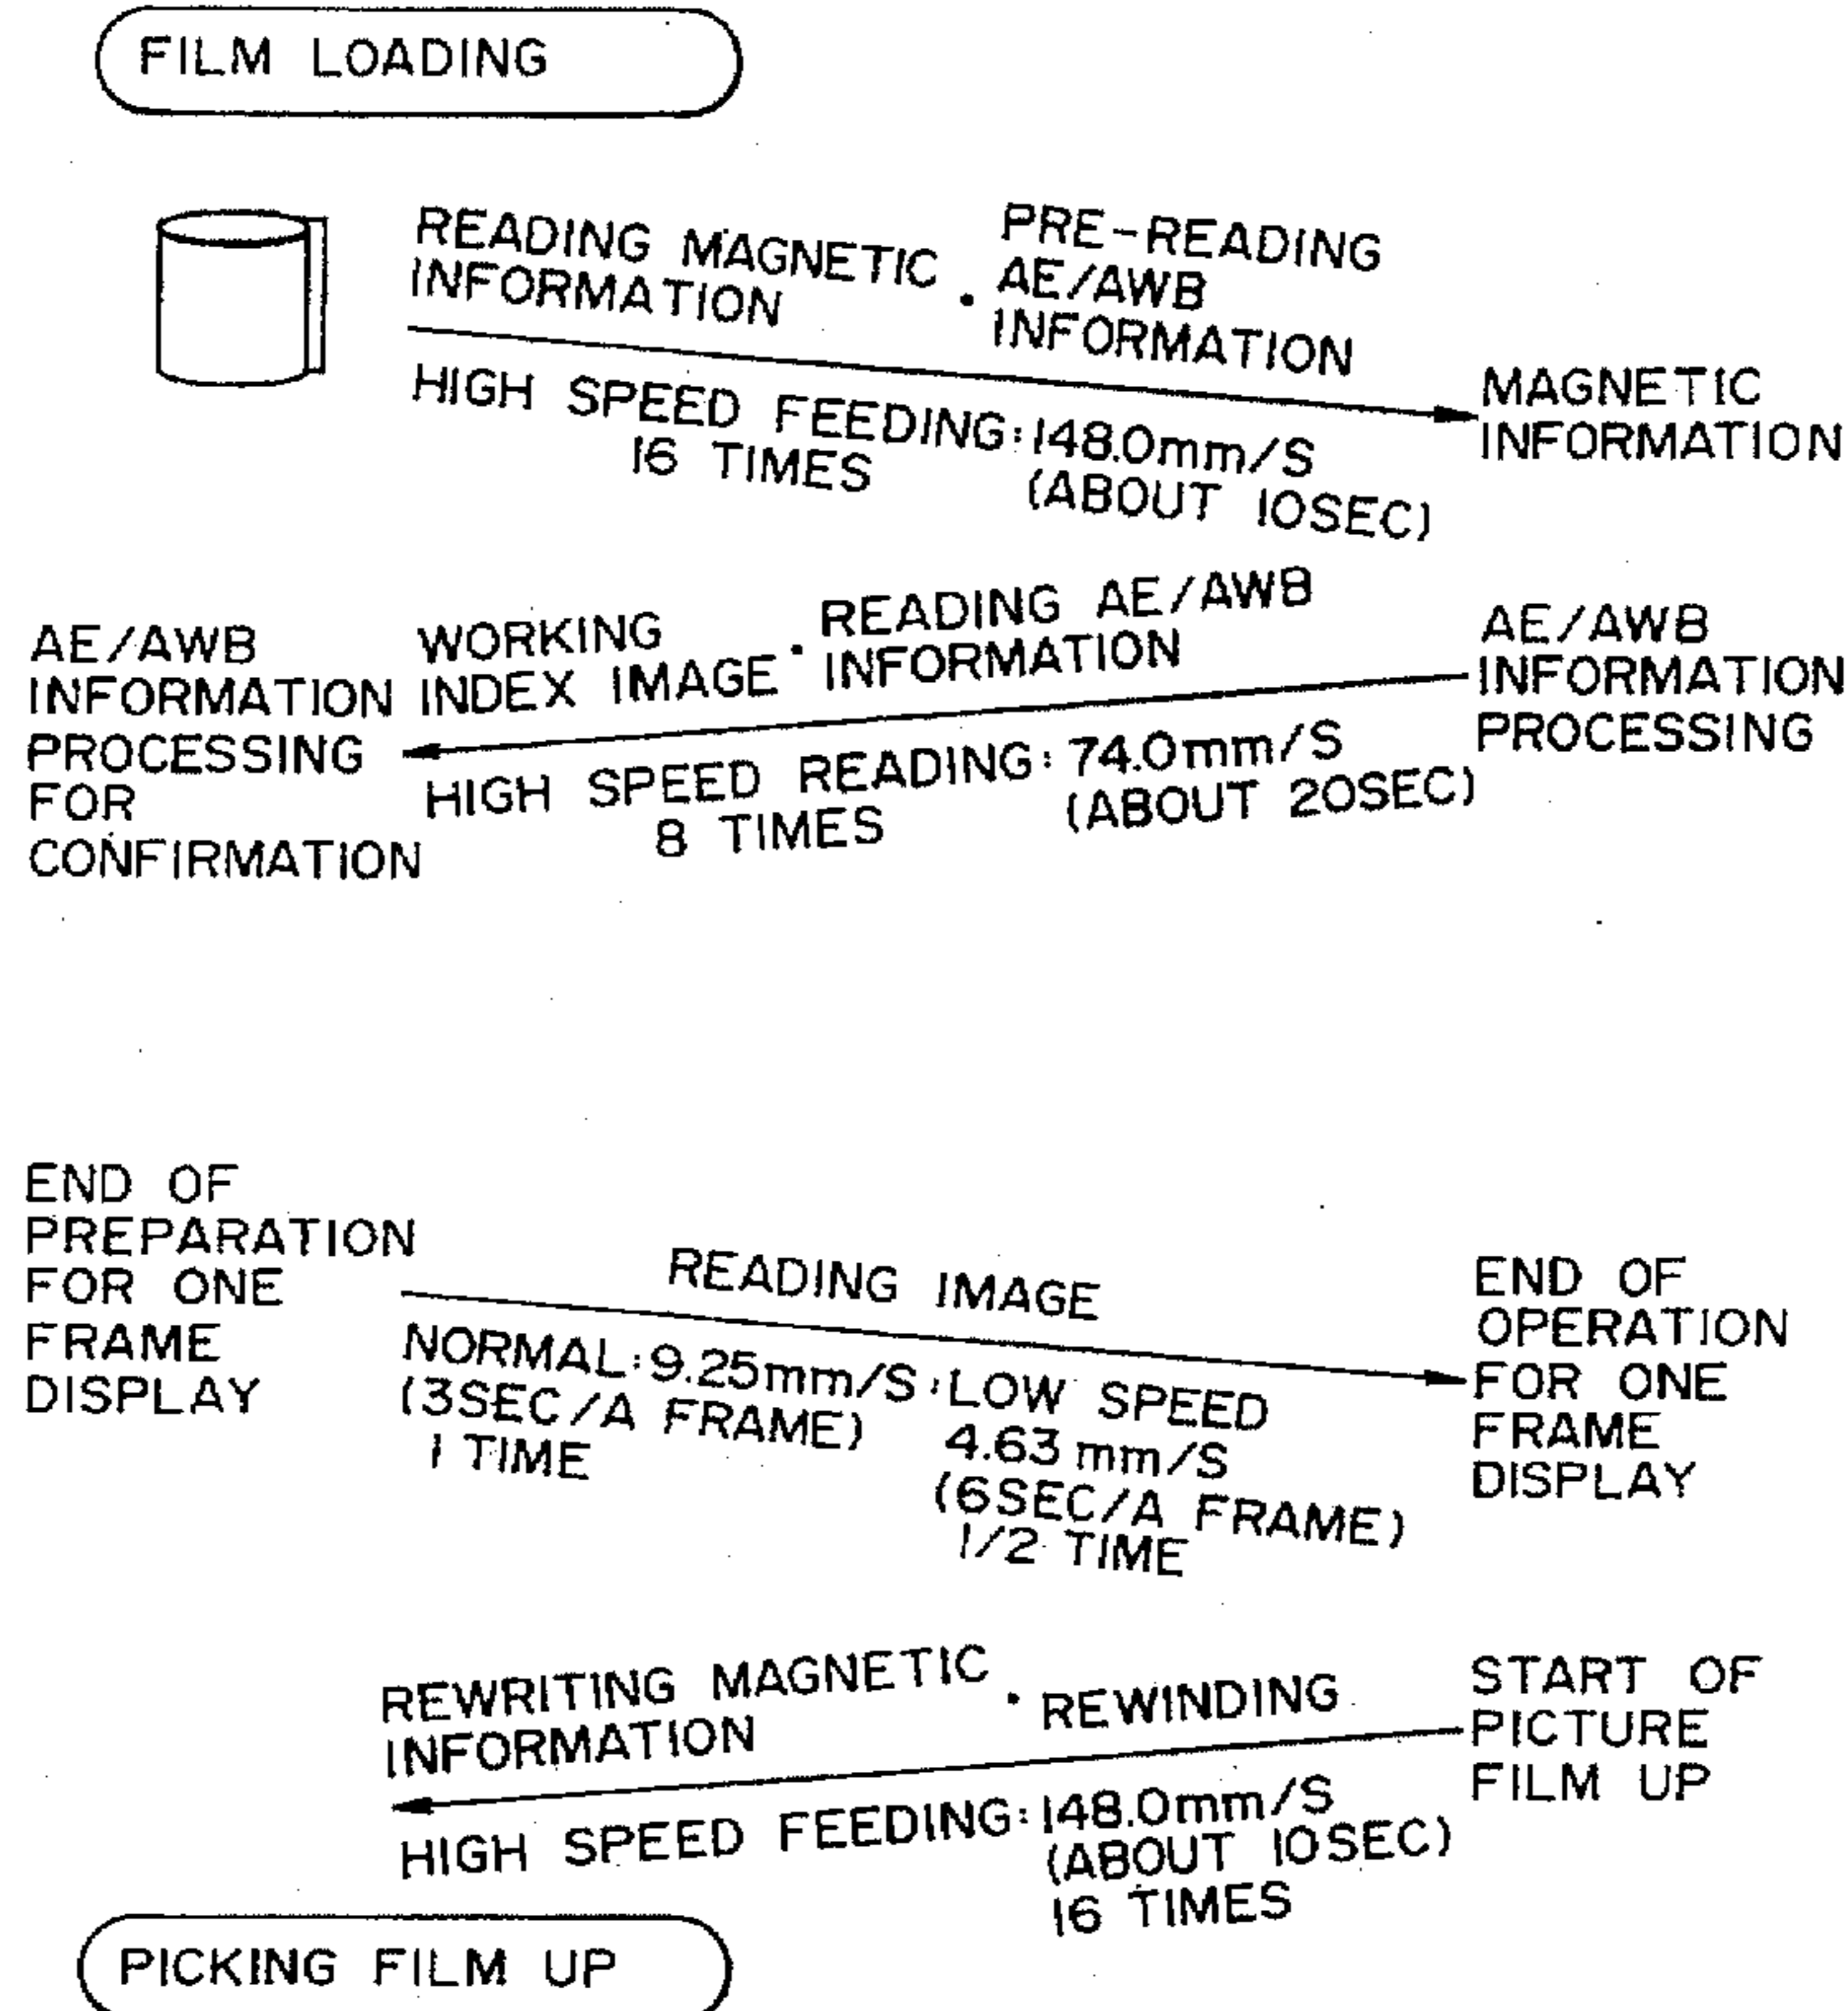 FILM LOADING
READING MAGNETIC
INFORMATION
·
PRE-READING
AE/AWB
INFORMATION
HIGH SPEED FEEDING:148.0mm/S
16 TIMES
(ABOUT 10SEC)
MAGNETIC
INFORMATION
AE/AWB
INFORMATION
PROCESSING
FOR
CONFIRMATION
WORKING
INDEX IMAGE
·
READING AE/AWB
INFORMATION
HIGH SPEED READING:74.0mm/S
8 TIMES
(ABOUT 20SEC)
AE/AWB
INFORMATION
PROCESSING
END OF
PREPARATION
FOR ONE
FRAME
DISPLAY
READING IMAGE
NORMAL:9.25mm/S:LOW SPEED
(3SEC/A FRAME)
1 TIME
4.63mm/S
(6SEC/A FRAME)
1/2 TIME
END OF
OPERATION
FOR ONE
FRAME
DISPLAY
REWRITING MAGNETIC
INFORMATION
· REWINDING
HIGH SPEED FEEDING:148.0mm/S
(ABOUT 10SEC)
16 TIMES
START OF
PICTURE
FILM UP
PICKING FILM UP